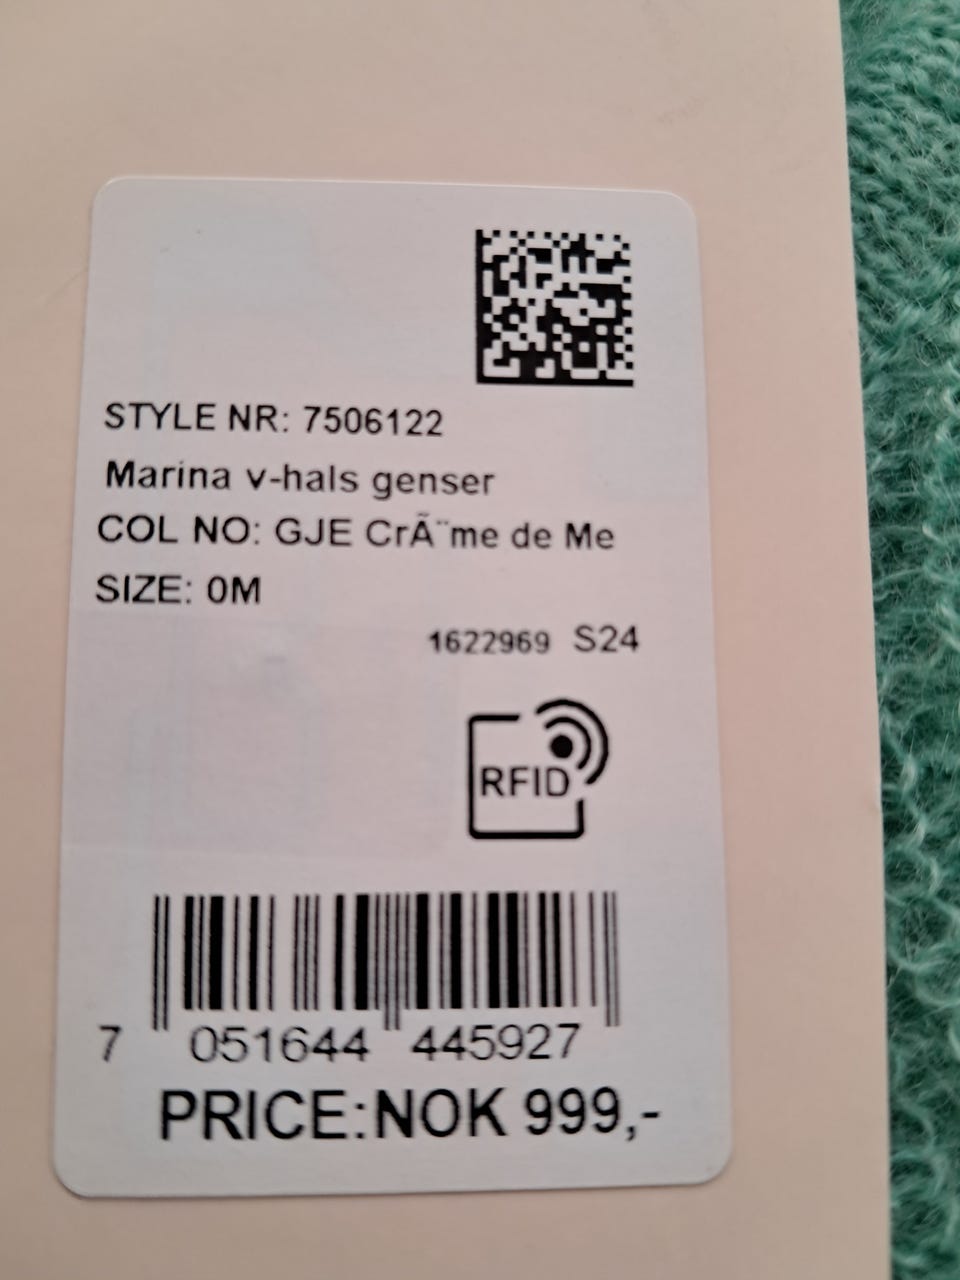 STYLE NR: 7506122
Marina v-hals genser
COL NO: GJE CrÃ¨me de Me
SIZE: 0M
1622969 S24
RFID
7 051644 445927
PRICE:NOK 999,-